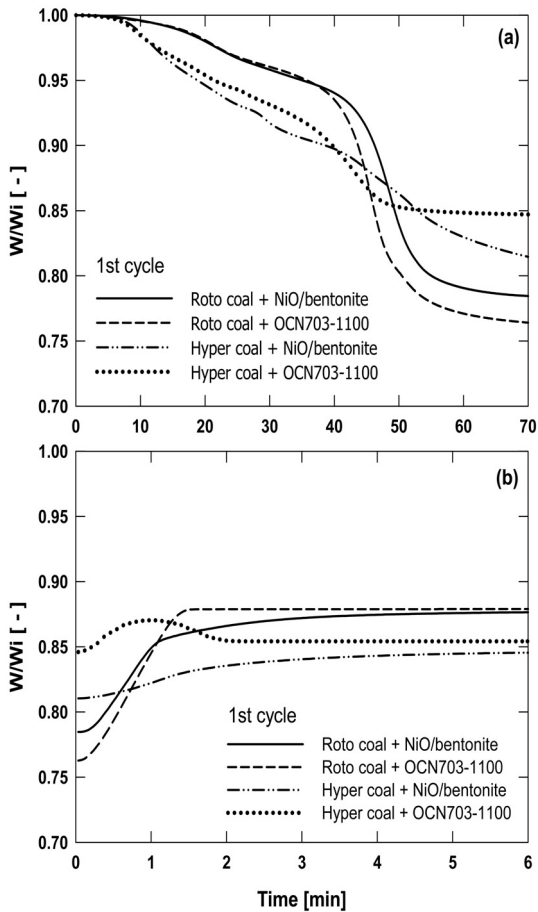 (a)
1.00
0.95
0.90
0.85
0.80
0.75
0.70
W/Wi [ - ]
1st cycle
Roto coal + NiO/bentonite
Roto coal + OCN703-1100
Hyper coal + NiO/bentonite
Hyper coal + OCN703-1100
0 10 20 30 40 50 60 70
(b)
1.00
0.95
0.90
0.85
0.80
0.75
0.70
W/Wi [ - ]
1st cycle
Roto coal + NiO/bentonite
Roto coal + OCN703-1100
Hyper coal + NiO/bentonite
Hyper coal + OCN703-1100
0 1 2 3 4 5 6
Time [min]